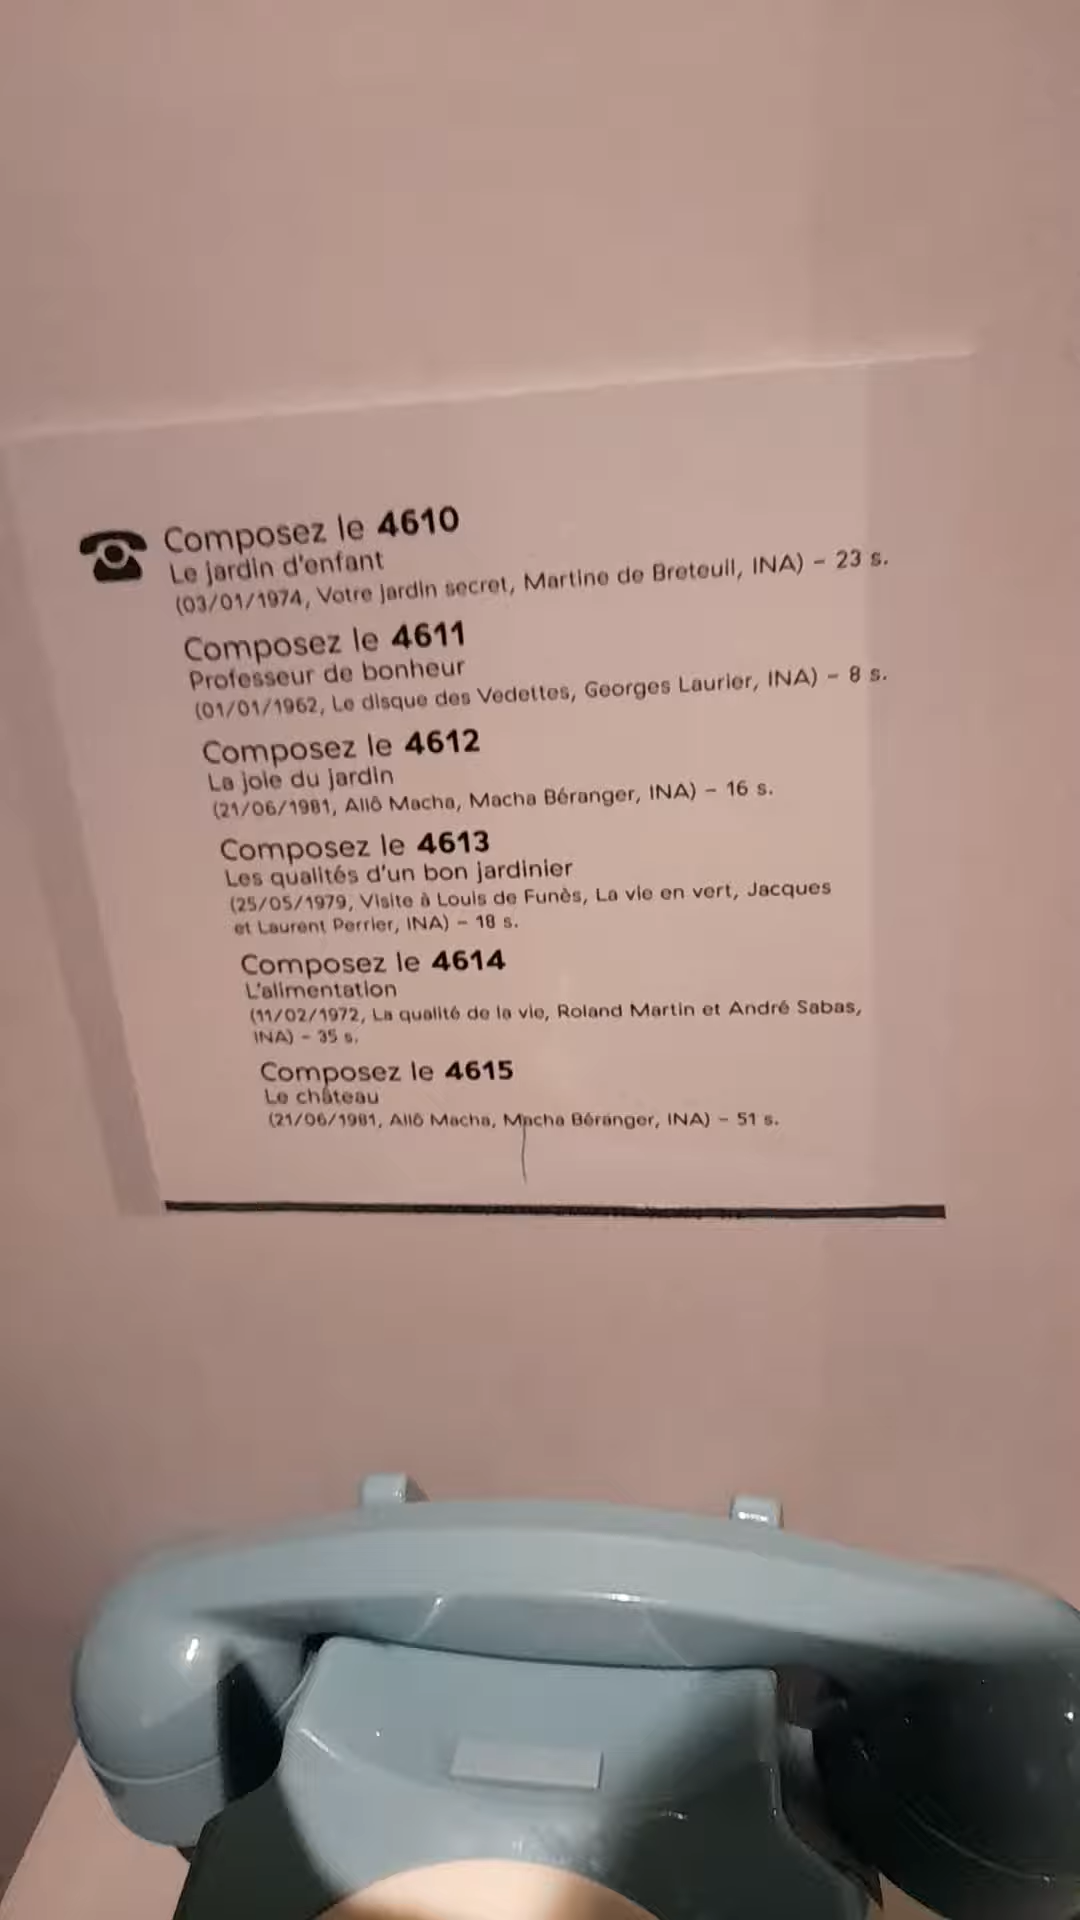 Composez le 4610
Le jardin d'enfant
(03/01/1974, Votre jardin secret, Martine de Breteuil, INA) – 23 s.
Composez le 4611
Professeur de bonheur
(01/01/1962, Le disque des Vedettes, Georges Laurier, INA) – 8 s.
Composez le 4612
La joie du jardin
(21/06/1981, Allô Macha, Macha Béranger, INA) – 16 s.
Composez le 4613
Les qualités d'un bon jardinier
(25/05/1979, Visite à Louis de Funès, La vie en vert, Jacques
et Laurent Perrier, INA) – 18 s.
Composez le 4614
L'alimentation
(11/02/1972, La qualité de la vie, Roland Martin et André Sabas,
INA) – 35 s.
Composez le 4615
Le château
(21/06/1981, Allô Macha, Macha Béranger, INA) – 51 s.